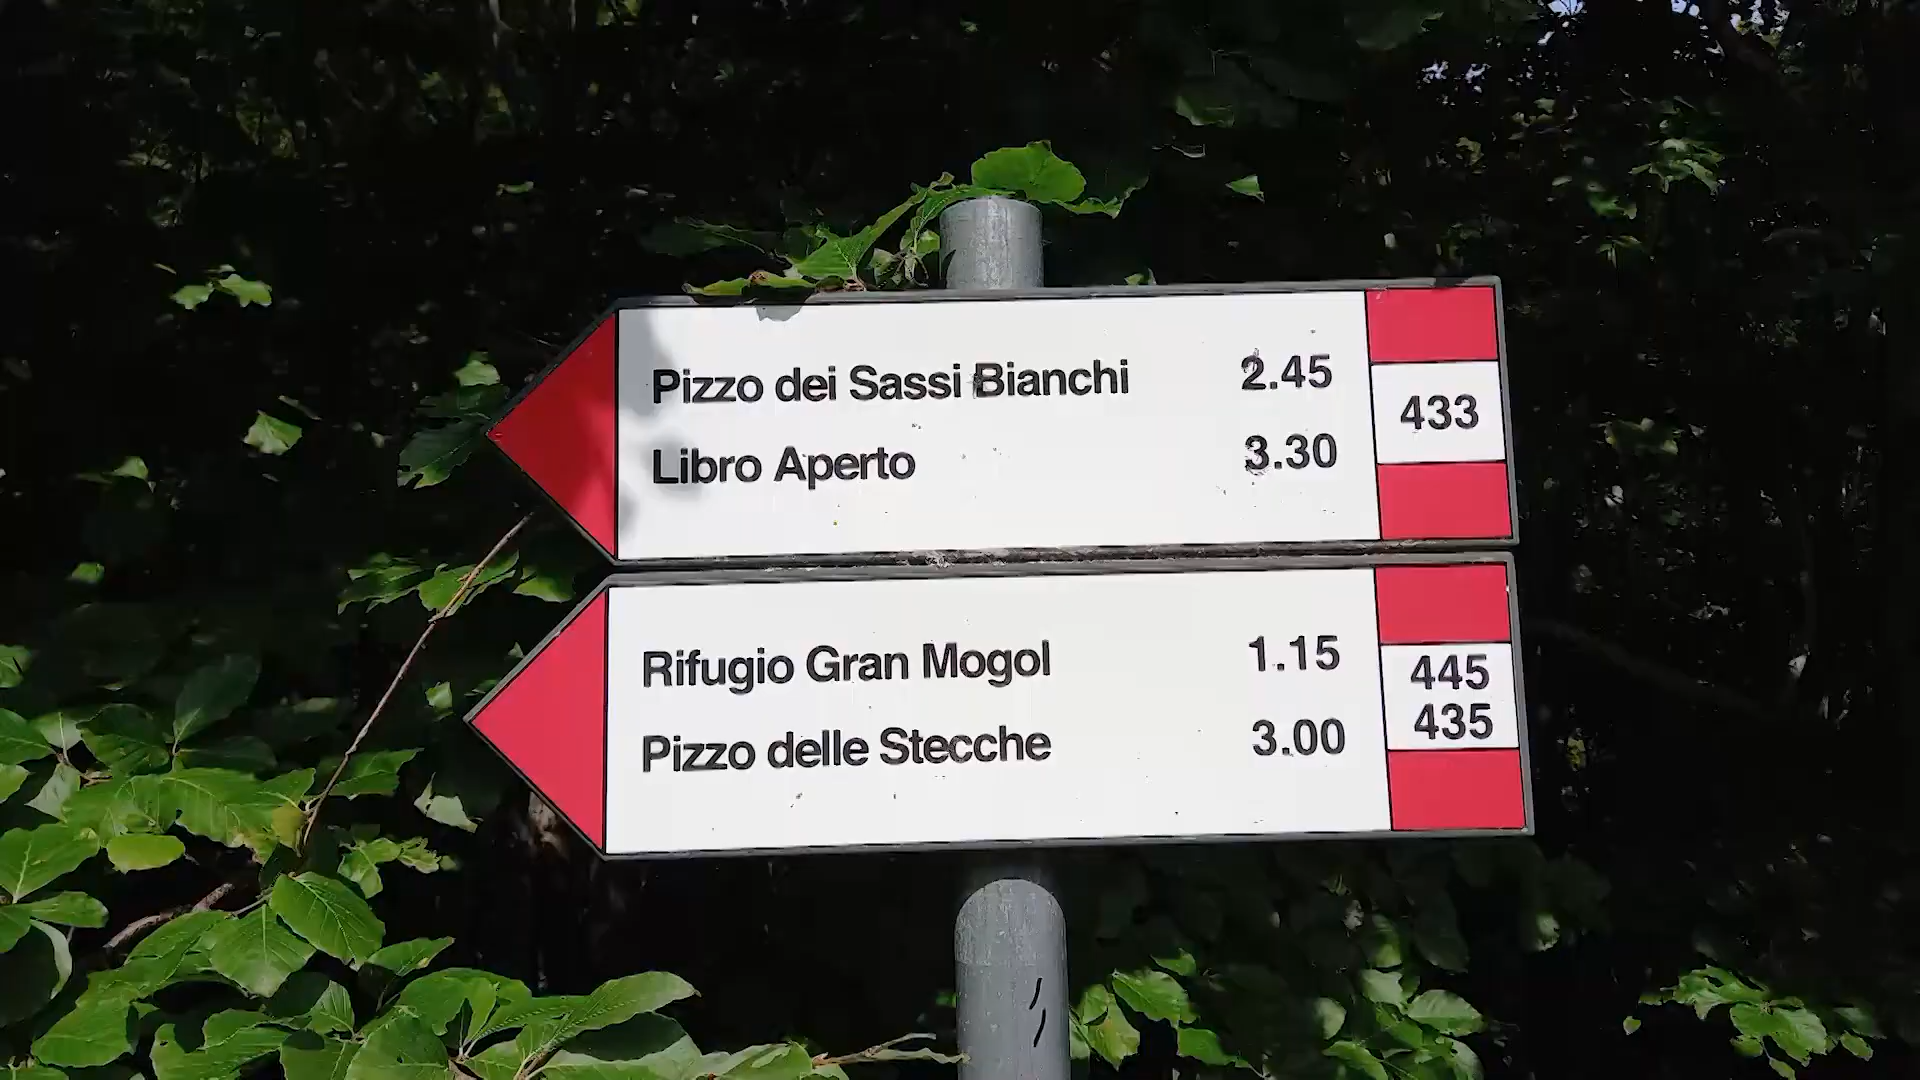 Pizzo dei Sassi Bianchi 2.45
Libro Aperto 3.30
433
Rifugio Gran Mogol 1.15
Pizzo delle Stecche 3.00
445
435